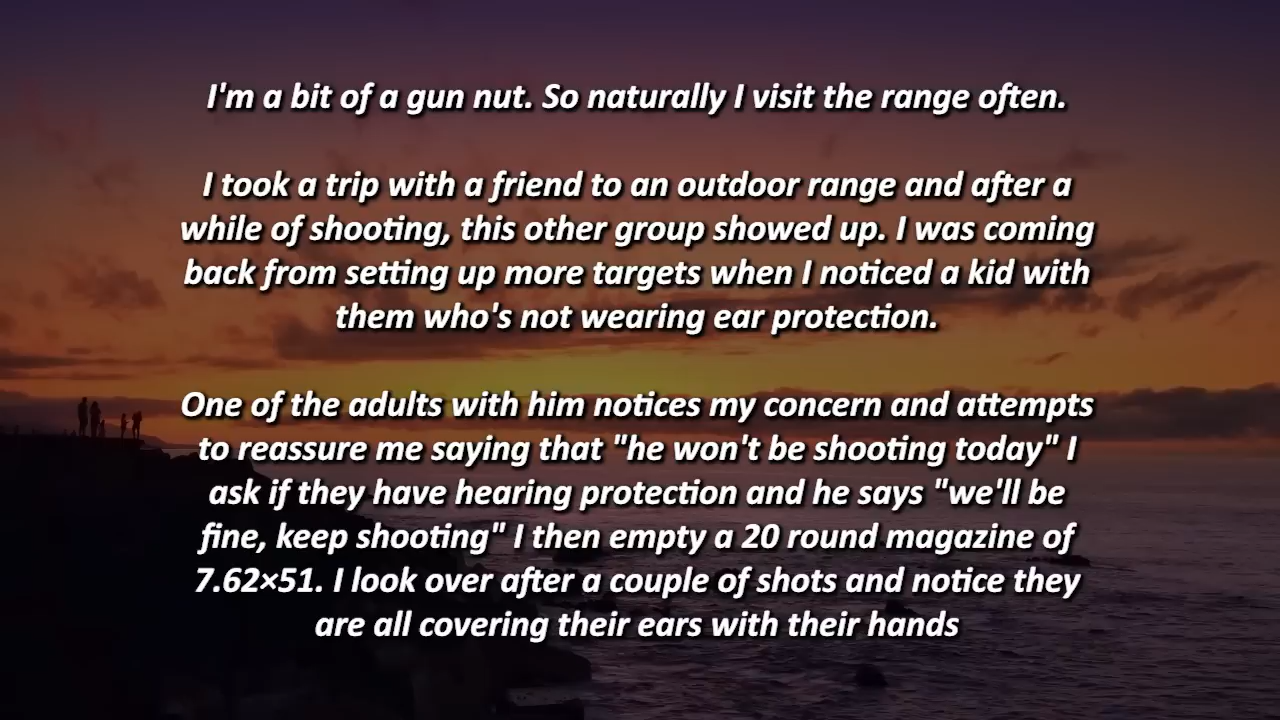 I'm a bit of a gun nut. So naturally I visit the range often.
I took a trip with a friend to an outdoor range and after a
while of shooting, this other group showed up. I was coming
back from setting up more targets when I noticed a kid with
them who's not wearing ear protection.
One of the adults with him notices my concern and attempts
to reassure me saying that "he won't be shooting today" I
ask if they have hearing protection and he says "we'll be
fine, keep shooting" I then empty a 20 round magazine of
7.62×51. I look over after a couple of shots and notice they
are all covering their ears with their hands